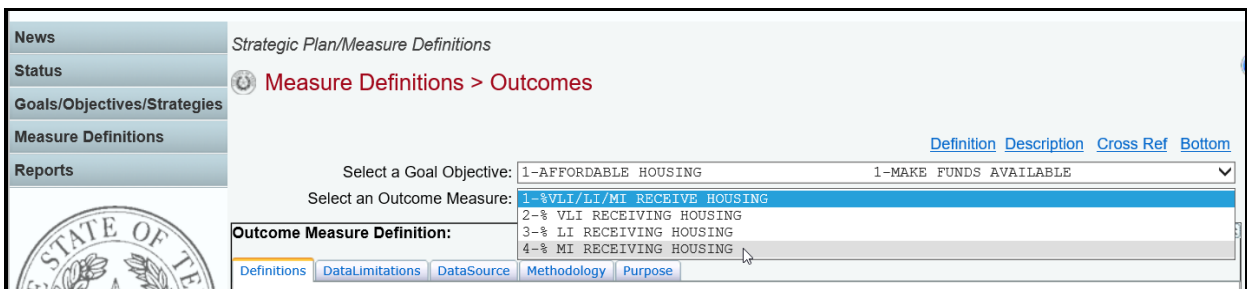 News
Status
Goals/Objectives/Strategies
Measure Definitions
Reports
Strategic Plan/Measure Definitions
Measure Definitions > Outcomes
Definition Description Cross Ref Bottom
Select a Goal Objective: 1-AFFORDABLE HOUSING 1-MAKE FUNDS AVAILABLE
Select an Outcome Measure: 1-%VLI/LI/MI RECEIVE HOUSING
2-% VLI RECEIVING HOUSING
3-% LI RECEIVING HOUSING
4-% MI RECEIVING HOUSING
Outcome Measure Definition:
Definitions DataLimitations DataSource Methodology Purpose
STATE OF TE